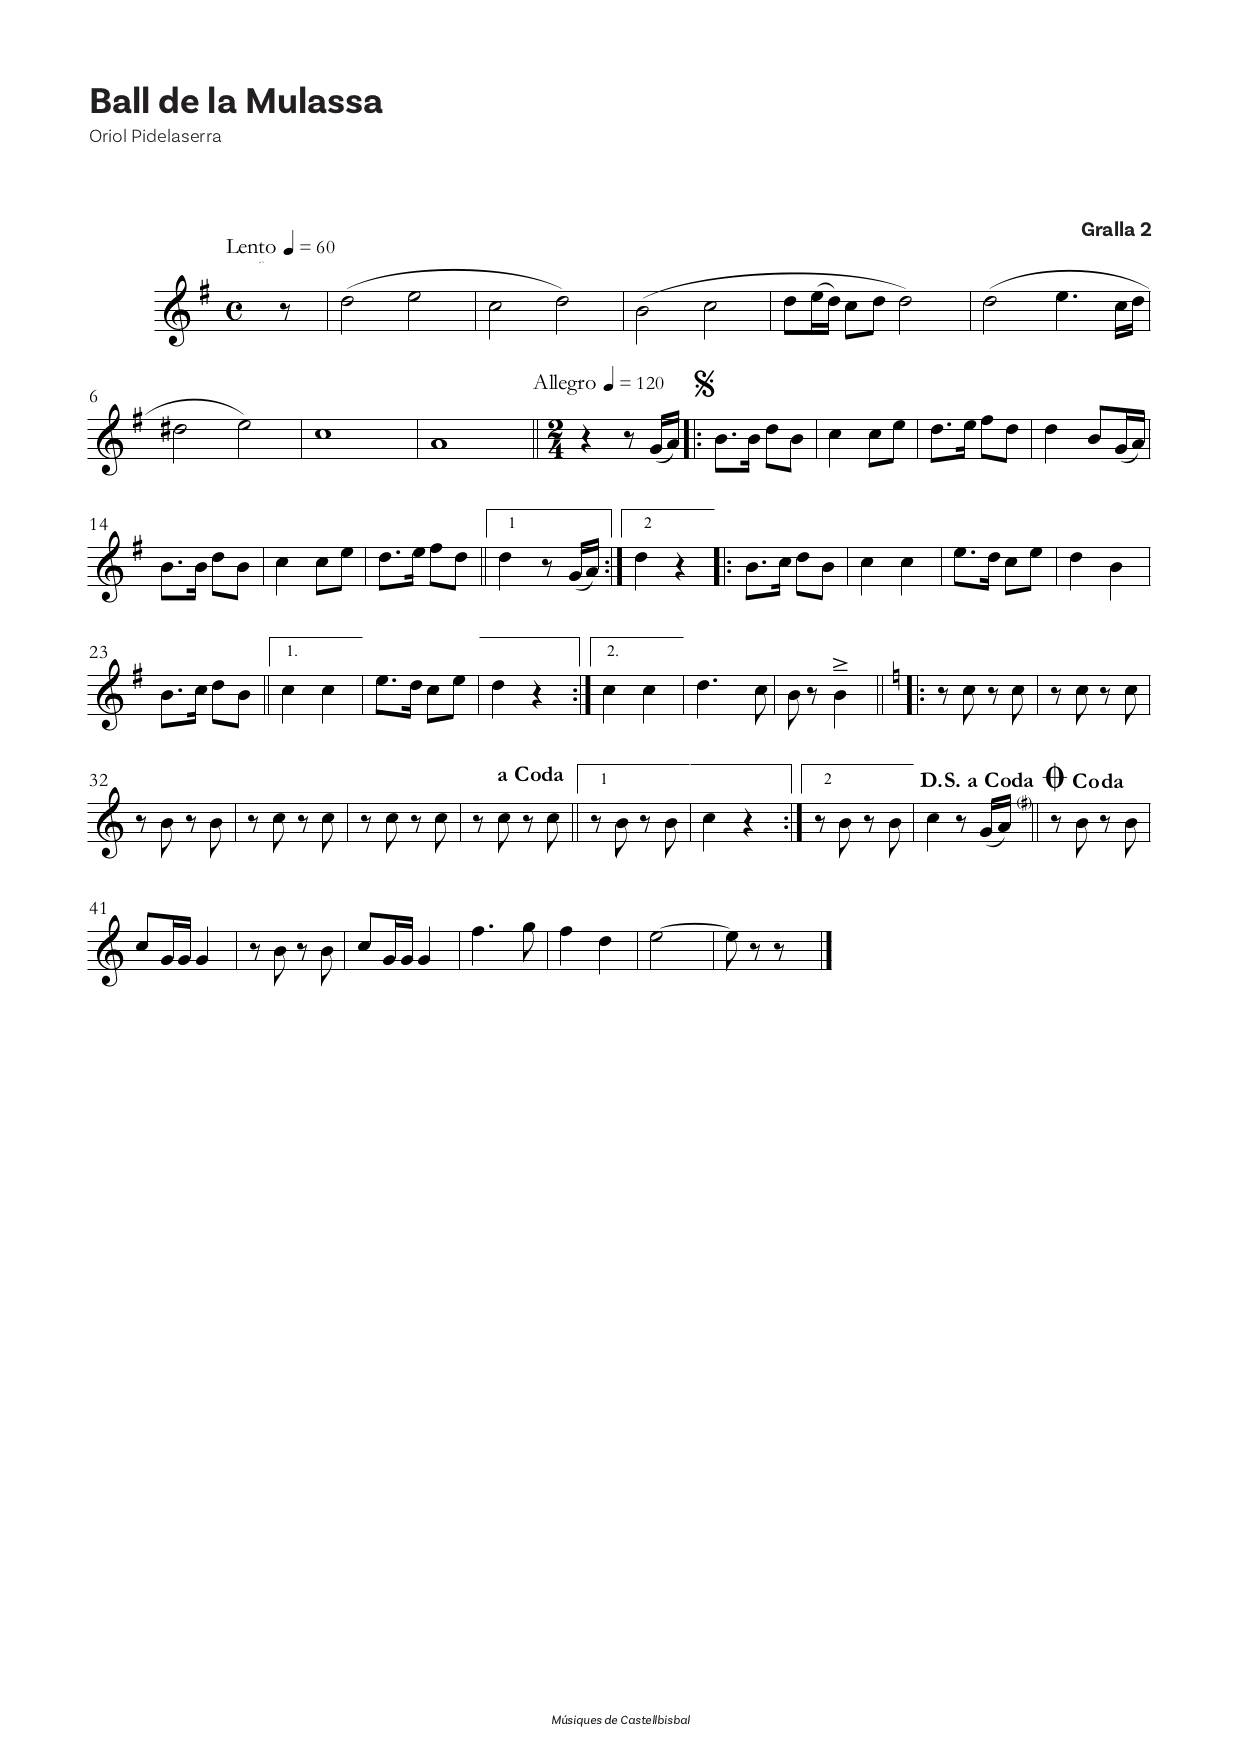 Ball de la Mulassa
Oriol Pidelaserra
Gralla 2
Lento ♩ = 60
6
Allegro ♩ = 120
14
1
2
23
1.
2.
32
a Coda
1
2
D.S. a Coda
Coda
41
Músiques de Castellbisbal